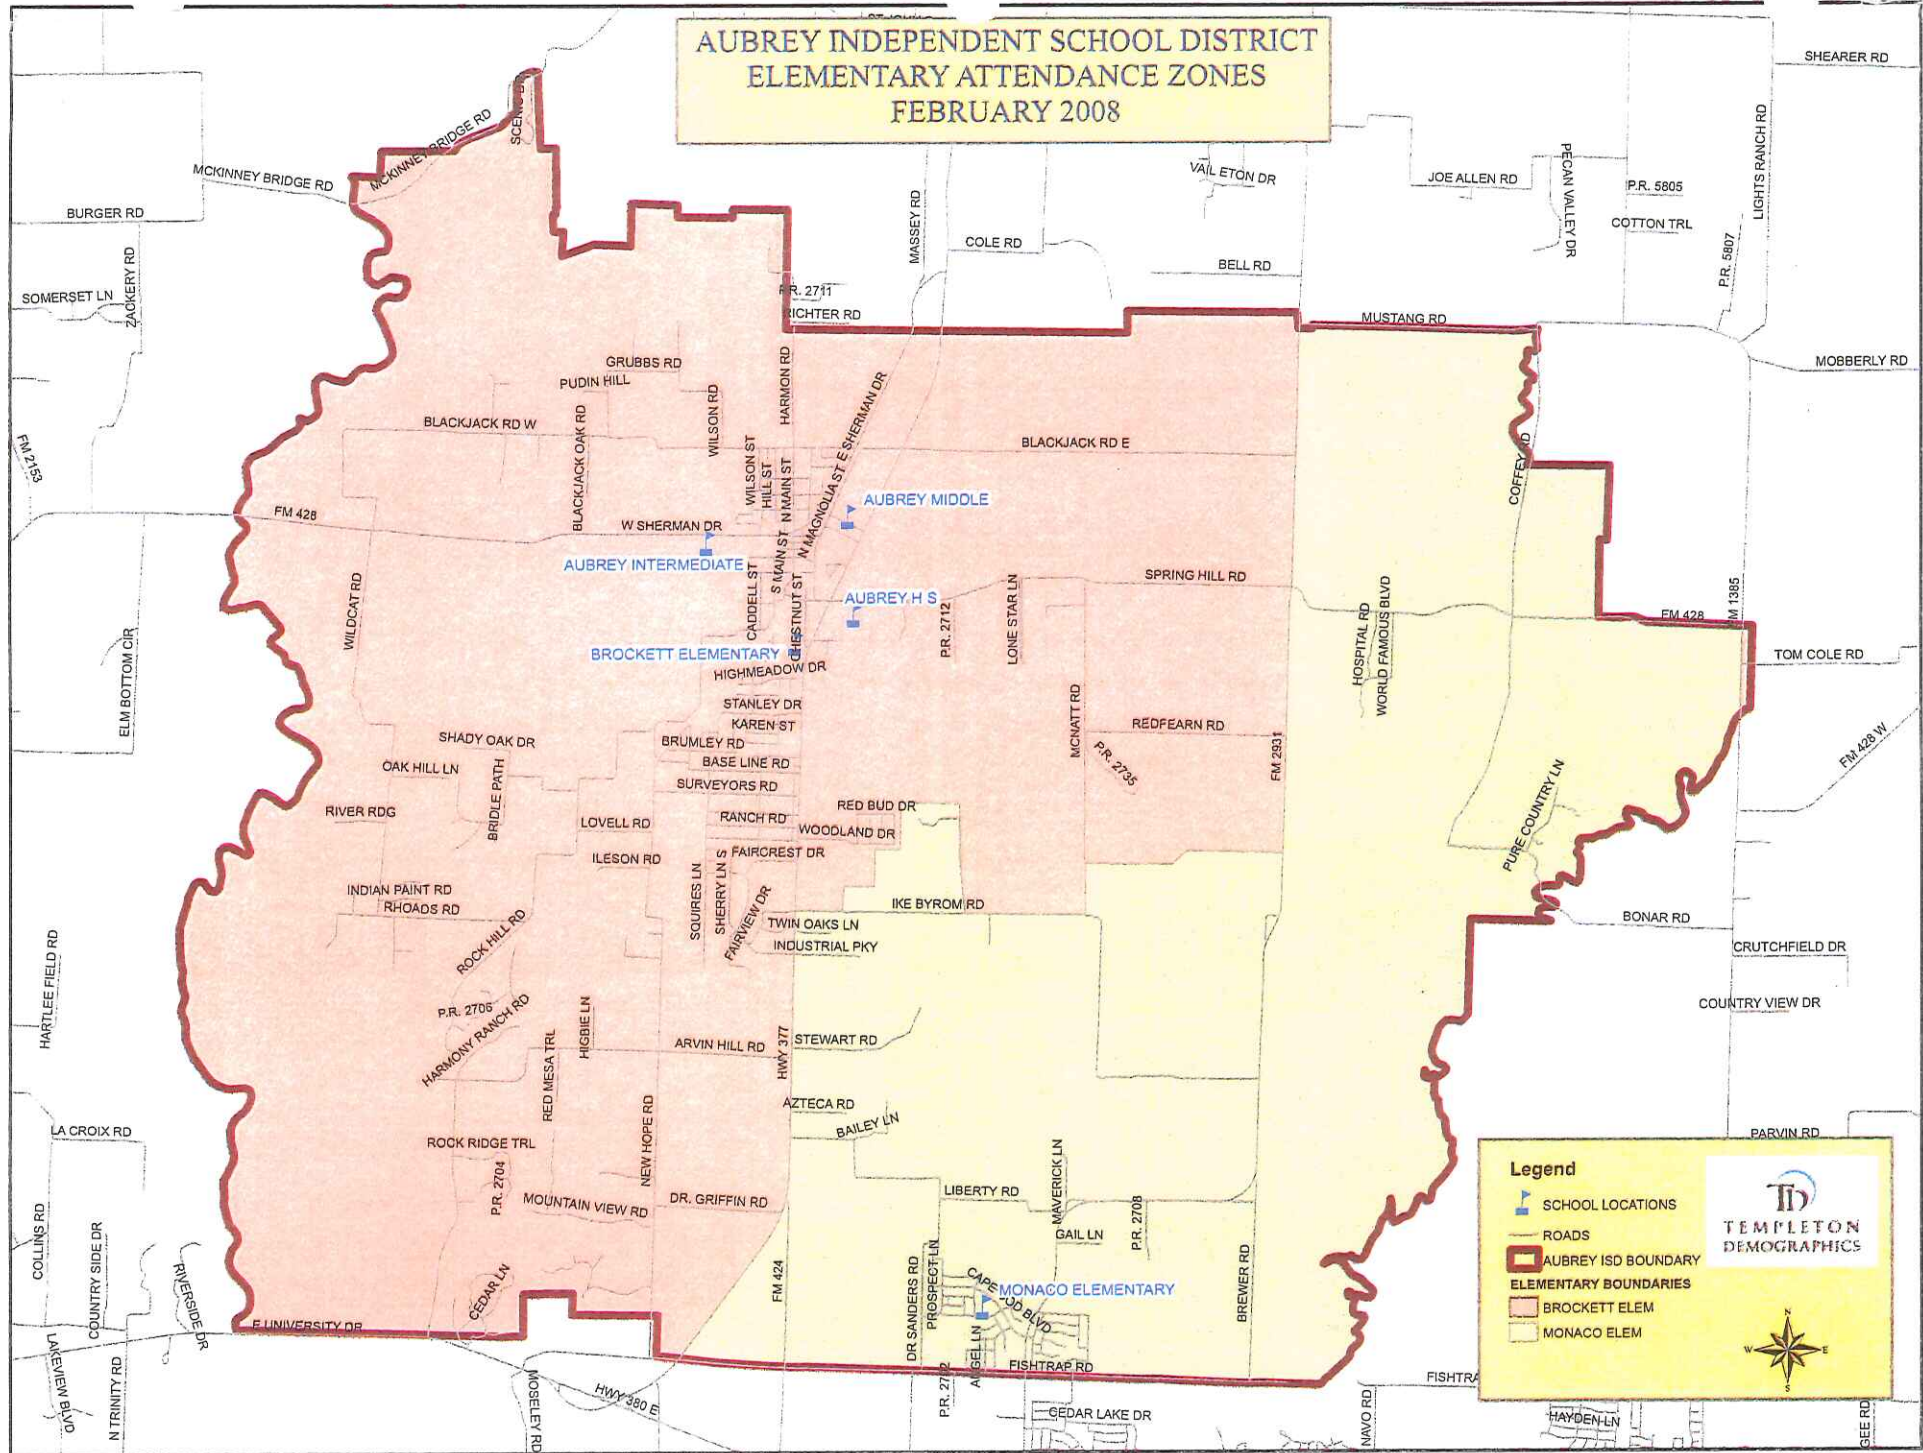 AUBREY INDEPENDENT SCHOOL DISTRICT
ELEMENTARY ATTENDANCE ZONES
FEBRUARY 2008
SHEARER RD
MCKINNEY BRIDGE RD
MCKINNEY BRIDGE RD
BURGER RD
ZACKERY RD
SOMERSET LN
MASSEY RD
VAIL ETON DR
COLE RD
BELL RD
JOE ALLEN RD
PECAN VALLEY DR
P.R. 5805
COTTON TRL
P.R. 5807
LIGHTS RANCH RD
P.R. 2711
RICHTER RD
MUSTANG RD
MOBBERLY RD
GRUBBS RD
PUDIN HILL
HARMON RD
WILSON RD
BLACKJACK RD W
BLACKJACK OAK RD
BLACKJACK RD E
E SHERMAN DR
N MAGNOLIA ST
WILSON ST
HILL ST
N MAIN ST
S MAIN ST
COFFEY RD
FM 2153
FM 428
W SHERMAN DR
AUBREY MIDDLE
AUBREY INTERMEDIATE
AUBREY H S
BROCKETT ELEMENTARY
CADDELL ST
CHESTNUT ST
WILDCAT RD
P.R. 2712
LONE STAR LN
SPRING HILL RD
HOSPITAL RD
WORLD FAMOUS BLVD
FM 428
FM 1385
TOM COLE RD
FM 428 W
ELM BOTTOM CIR
HIGHMEADOW DR
STANLEY DR
KAREN ST
BRUMLEY RD
BASE LINE RD
SURVEYORS RD
RANCH RD
RED BUD DR
WOODLAND DR
FAIRCREST DR
MCNATT RD
REDFEARN RD
P.R. 2735
FM 2931
PURE COUNTRY LN
SHADY OAK DR
OAK HILL LN
BRIDLE PATH
RIVER RDG
LOVELL RD
ILESON RD
INDIAN PAINT RD
RHOADS RD
ROCK HILL RD
SQUIRES LN
SHERRY LN S
FAIRVIEW DR
IKE BYROM RD
TWIN OAKS LN
INDUSTRIAL PKY
BONAR RD
CRUTCHFIELD DR
COUNTRY VIEW DR
HARTLEE FIELD RD
P.R. 2706
HARMONY RANCH RD
HIGBIE LN
RED MESA TRL
ARVIN HILL RD
HWY 377
STEWART RD
AZTECA RD
BAILEY LN
LA CROIX RD
ROCK RIDGE TRL
P.R. 2704
NEW HOPE RD
MOUNTAIN VIEW RD
DR. GRIFFIN RD
LIBERTY RD
MAVERICK LN
GAIL LN
P.R. 2708
PARVIN RD
COLLINS RD
COUNTRY SIDE DR
RIVERSIDE DR
CEDAR LN
FM 424
DR SANDERS RD
PROSPECT LN
CAPE COD BLVD
MONACO ELEMENTARY
BREWER RD
E UNIVERSITY DR
LAKEVIEW BLVD
N TRINITY RD
MOSELEY RD
HWY 380 E
P.R. 2702
ANGEL LN
FISHTRAP RD
CEDAR LAKE DR
NAVO RD
FISHTRA
HAYDEN LN
GEE RD
Legend
SCHOOL LOCATIONS
ROADS
AUBREY ISD BOUNDARY
ELEMENTARY BOUNDARIES
BROCKETT ELEM
MONACO ELEM
TEMPLETON
DEMOGRAPHICS
N
W
E
S